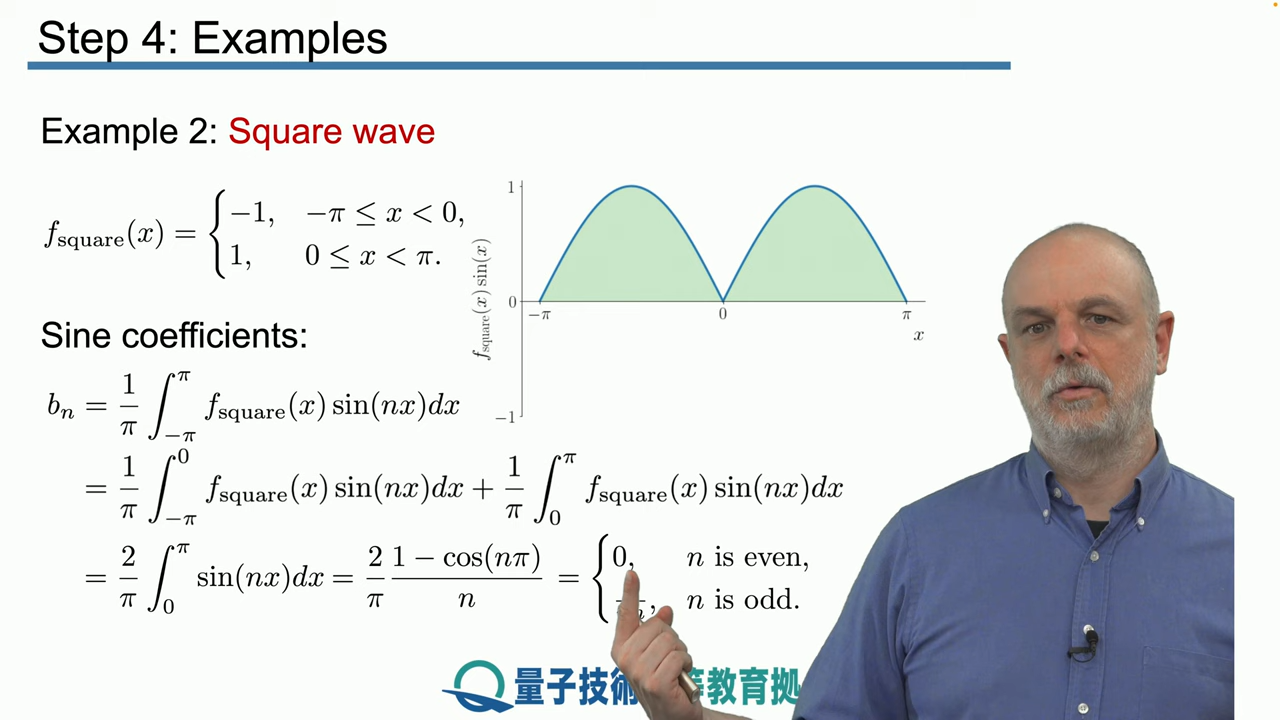 Step 4: Examples
Example 2: Square wave
f_square(x) = { −1, −π ≤ x < 0,
1, 0 ≤ x < π.
1
0
−1
f_square(x) sin(x)
−π 0 π
x
Sine coefficients:
b_n = 1/π ∫_{−π}^{π} f_square(x) sin(nx)dx
= 1/π ∫_{−π}^{0} f_square(x) sin(nx)dx + 1/π ∫_{0}^{π} f_square(x) sin(nx)dx
= 2/π ∫_{0}^{π} sin(nx)dx = 2/π (1 − cos(nπ))/n = { 0, n is even,
, n is odd.
量子技術 等教育拠